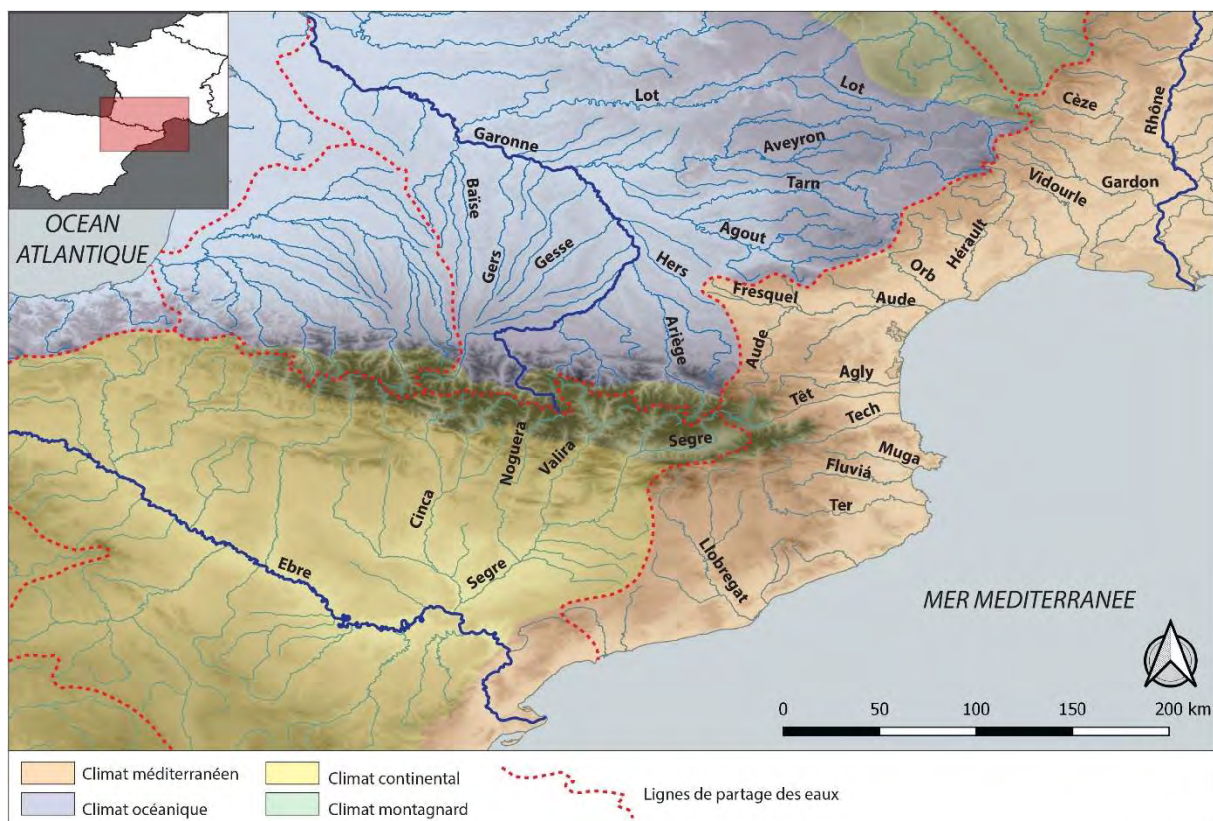 OCEAN
ATLANTIQUE
Lot
Lot
Cèze
Rhône
Garonne
Aveyron
Baïse
Tarn
Vidourle
Gardon
Gers
Gesse
Agout
Hers
Orb
Hérault
Fresquel
Aude
Ariège
Aude
Agly
Têt
Tech
Noguera
Valira
Segre
Muga
Fluviá
Cinca
Ter
Ebre
Segre
Llobregat
MER MEDITERRANEE
0 50 100 150 200 km
Climat méditerranéen
Climat continental
Lignes de partage des eaux
Climat océanique
Climat montagnard